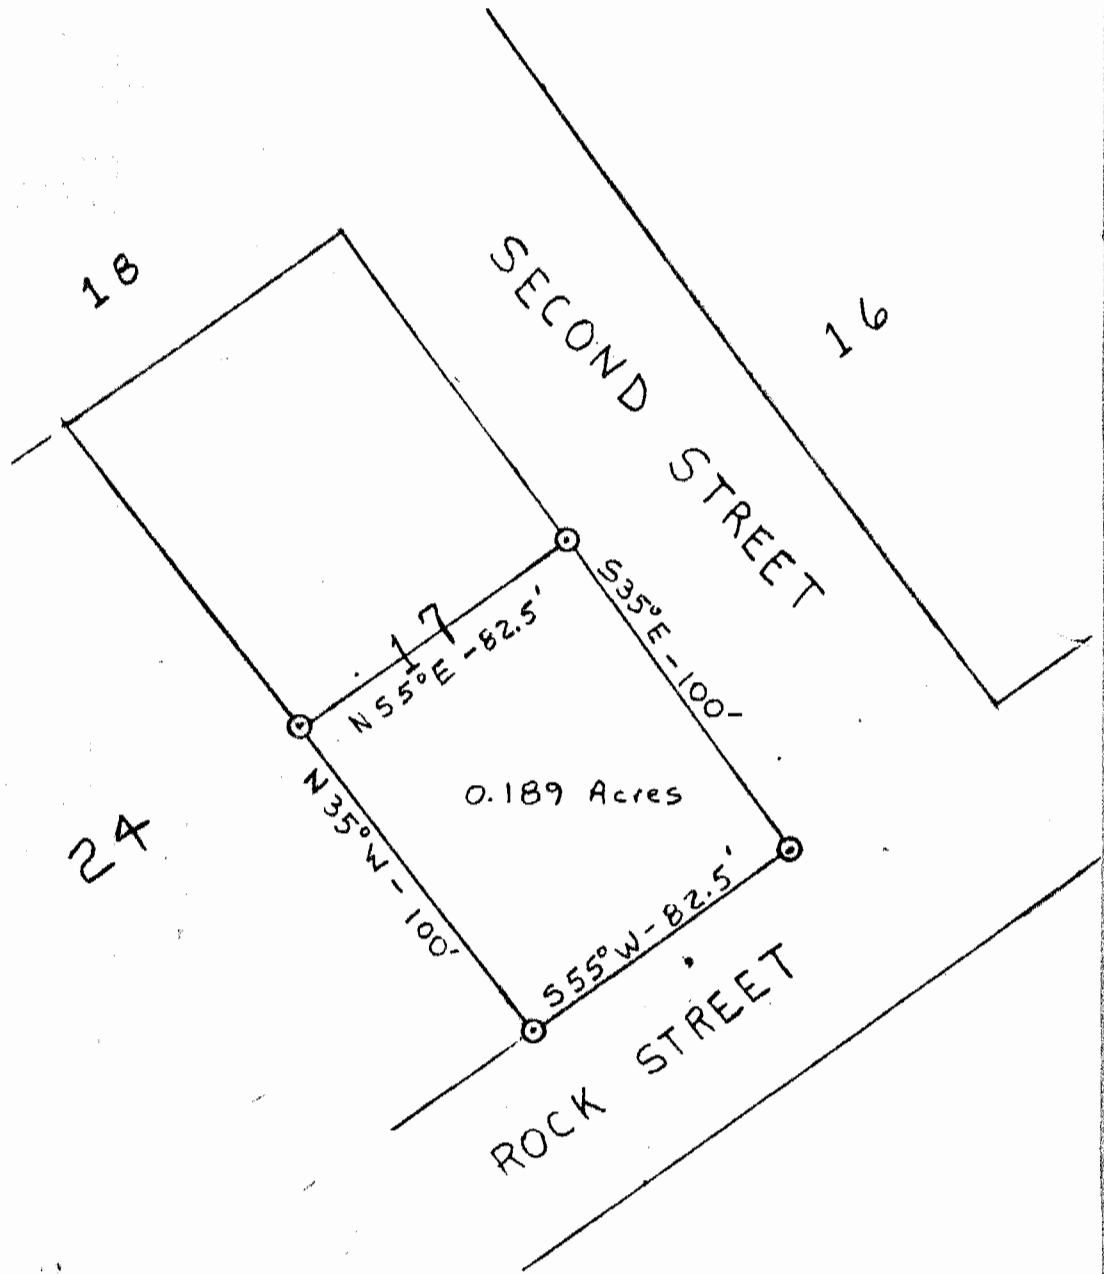 18
SECOND STREET
16
17
N55°E - 82.5'
S35°E - 100'
0.189 Acres
N35°W - 100'
24
S55°W - 82.5'
ROCK STREET